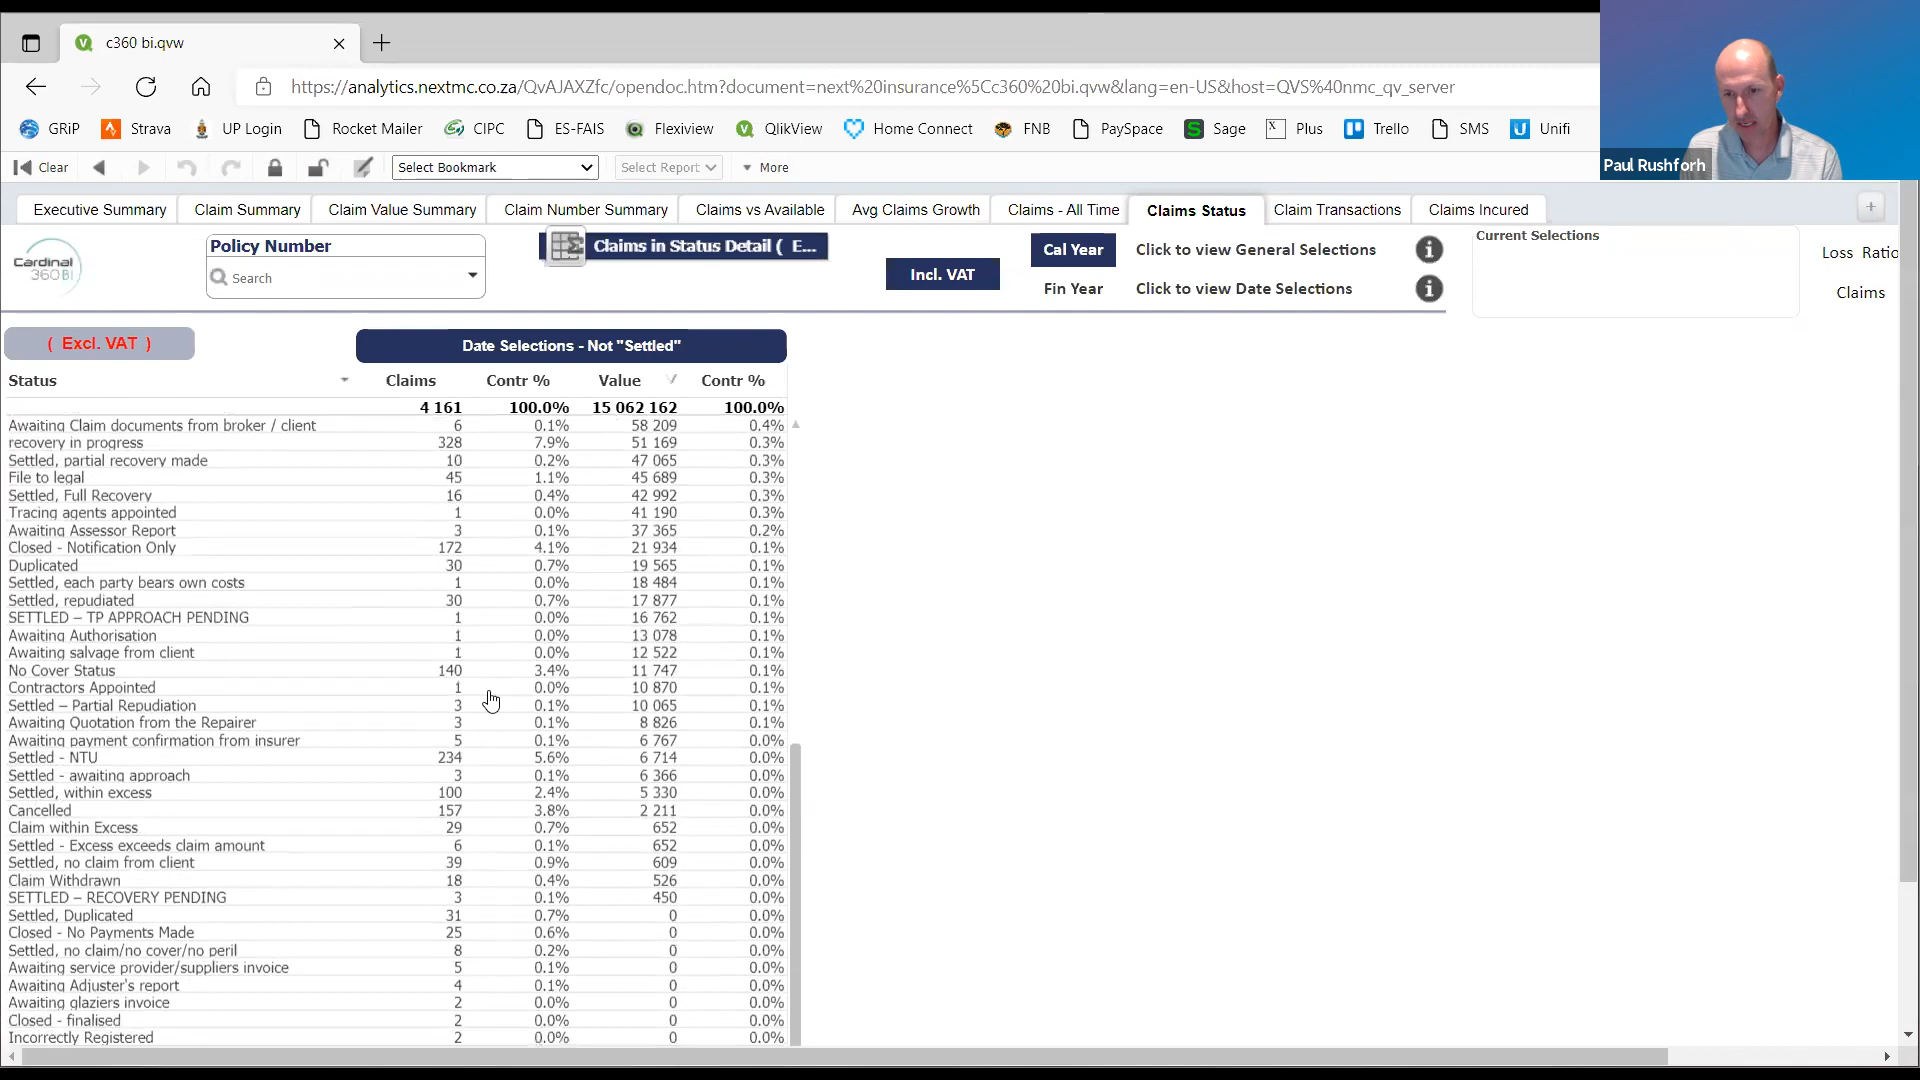 c360 bi.qvw
https://analytics.nextmc.co.za/QvAJAXZfc/opendoc.htm?document=next%20insurance%5Cc360%20bi.qvw&lang=en-US&host=QVS%40nmc_qv_server
GRiP Strava UP Login Rocket Mailer CIPC ES-FAIS Flexiview QlikView Home Connect FNB PaySpace Sage Plus Trello SMS Unifi
Paul Rushforh
Clear Select Bookmark Select Report More
Executive Summary Claim Summary Claim Value Summary Claim Number Summary Claims vs Available Avg Claims Growth Claims - All Time Claims Status Claim Transactions Claims Incured
Cardinal
360BI
Policy Number
Search
Claims in Status Detail ( E...
Incl. VAT
Cal Year Click to view General Selections
Fin Year Click to view Date Selections
Current Selections
Loss Ratio
Claims
( Excl. VAT )
Date Selections - Not "Settled"
Status Claims Contr % Value Contr %
4 161 100.0% 15 062 162 100.0%
Awaiting Claim documents from broker / client 6 0.1% 58 209 0.4%
recovery in progress 328 7.9% 51 169 0.3%
Settled, partial recovery made 10 0.2% 47 065 0.3%
File to legal 45 1.1% 45 689 0.3%
Settled, Full Recovery 16 0.4% 42 992 0.3%
Tracing agents appointed 1 0.0% 41 190 0.3%
Awaiting Assessor Report 3 0.1% 37 365 0.2%
Closed - Notification Only 172 4.1% 21 934 0.1%
Duplicated 30 0.7% 19 565 0.1%
Settled, each party bears own costs 1 0.0% 18 484 0.1%
Settled, repudiated 30 0.7% 17 877 0.1%
SETTLED – TP APPROACH PENDING 1 0.0% 16 762 0.1%
Awaiting Authorisation 1 0.0% 13 078 0.1%
Awaiting salvage from client 1 0.0% 12 522 0.1%
No Cover Status 140 3.4% 11 747 0.1%
Contractors Appointed 1 0.0% 10 870 0.1%
Settled – Partial Repudiation 3 0.1% 10 065 0.1%
Awaiting Quotation from the Repairer 3 0.1% 8 826 0.1%
Awaiting payment confirmation from insurer 5 0.1% 6 767 0.0%
Settled - NTU 234 5.6% 6 714 0.0%
Settled - awaiting approach 3 0.1% 6 366 0.0%
Settled, within excess 100 2.4% 5 330 0.0%
Cancelled 157 3.8% 2 211 0.0%
Claim within Excess 29 0.7% 652 0.0%
Settled - Excess exceeds claim amount 6 0.1% 652 0.0%
Settled, no claim from client 39 0.9% 609 0.0%
Claim Withdrawn 18 0.4% 526 0.0%
SETTLED – RECOVERY PENDING 3 0.1% 450 0.0%
Settled, Duplicated 31 0.7% 0 0.0%
Closed - No Payments Made 25 0.6% 0 0.0%
Settled, no claim/no cover/no peril 8 0.2% 0 0.0%
Awaiting service provider/suppliers invoice 5 0.1% 0 0.0%
Awaiting Adjuster's report 4 0.1% 0 0.0%
Awaiting glaziers invoice 2 0.0% 0 0.0%
Closed - finalised 2 0.0% 0 0.0%
Incorrectly Registered 2 0.0% 0 0.0%